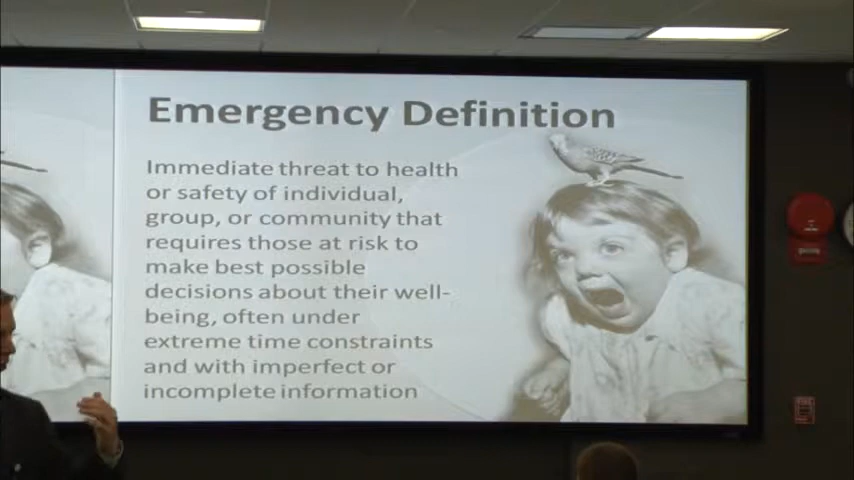 Emergency Definition
Immediate threat to health
or safety of individual,
group, or community that
requires those at risk to
make best possible
decisions about their well-
being, often under
extreme time constraints
and with imperfect or
incomplete information
FIRE